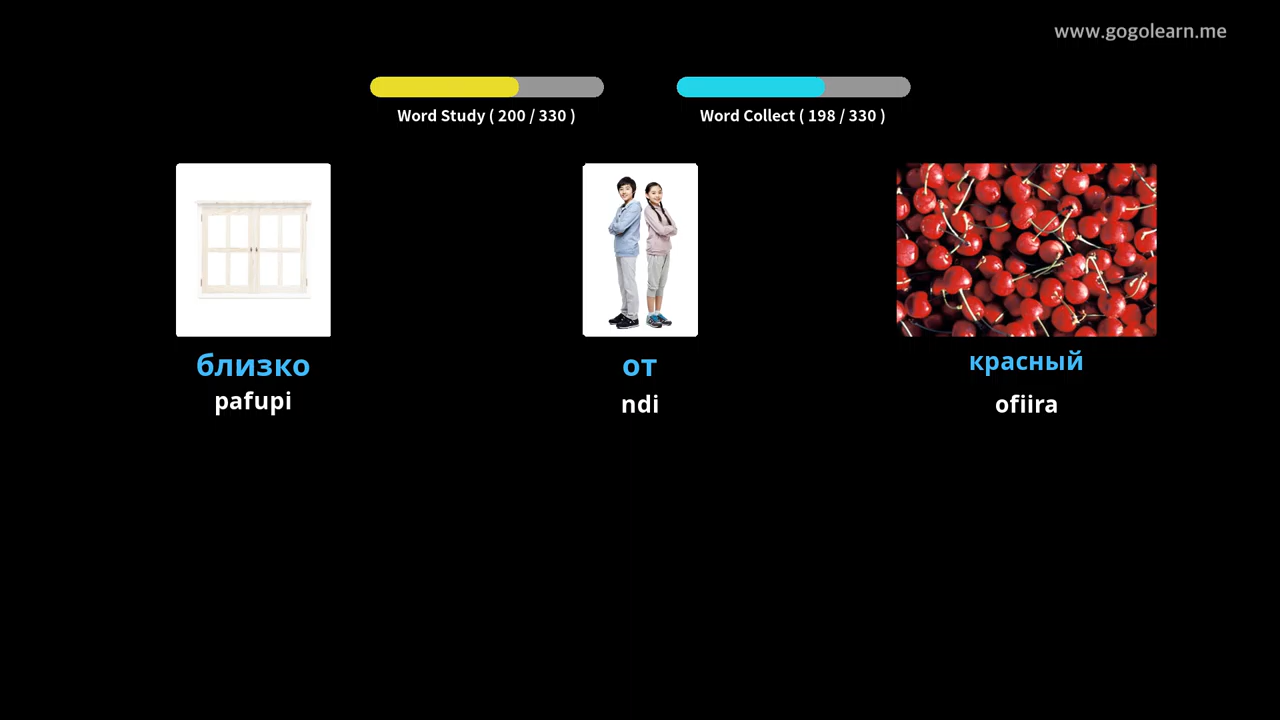 www.gogolearn.me
Word Study ( 200 / 330 )
Word Collect ( 198 / 330 )
близко
pafupi
от
ndi
красный
ofiira